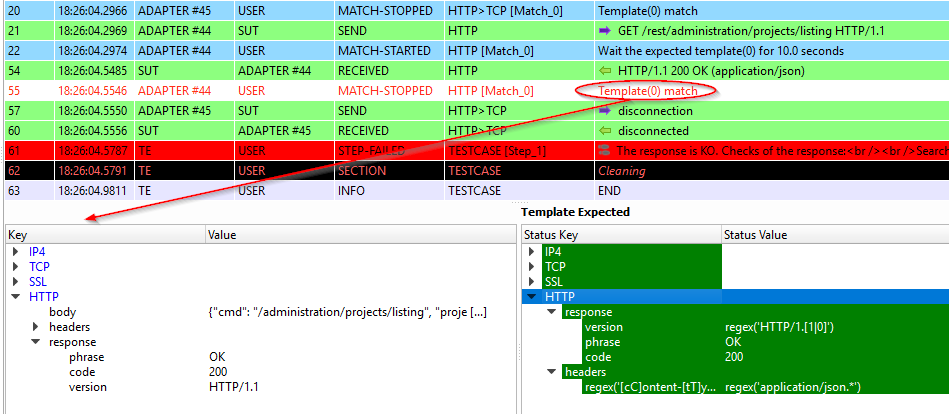 20 18:26:04.2966 ADAPTER #45 USER MATCH-STOPPED HTTP>TCP [Match_0] Template(0) match
21 18:26:04.2969 ADAPTER #45 SUT SEND HTTP GET /rest/administration/projects/listing HTTP/1.1
22 18:26:04.2974 ADAPTER #44 USER MATCH-STARTED HTTP [Match_0] Wait the expected template(0) for 10.0 seconds
54 18:26:04.5485 SUT ADAPTER #44 RECEIVED HTTP HTTP/1.1 200 OK (application/json)
55 18:26:04.5546 ADAPTER #44 USER MATCH-STOPPED HTTP [Match_0] Template(0) match
57 18:26:04.5550 ADAPTER #45 SUT SEND HTTP>TCP disconnection
60 18:26:04.5556 SUT ADAPTER #45 RECEIVED HTTP>TCP disconnected
61 18:26:04.5787 TE USER STEP-FAILED TESTCASE [Step_1] The response is KO. Checks of the response:<br /><br />Search
62 18:26:04.5791 TE USER SECTION TESTCASE Cleaning
63 18:26:04.9811 TE USER INFO TESTCASE END
Template Expected
Key Value Status Key Status Value
IP4 IP4
TCP TCP
SSL SSL
HTTP HTTP
body {"cmd": "/administration/projects/listing", "proje [...] response
headers version regex('HTTP/1.[1|0]')
response phrase OK
phrase OK code 200
code 200 headers
version HTTP/1.1 regex('[cC]ontent-[tT]y... regex('application/json.*')